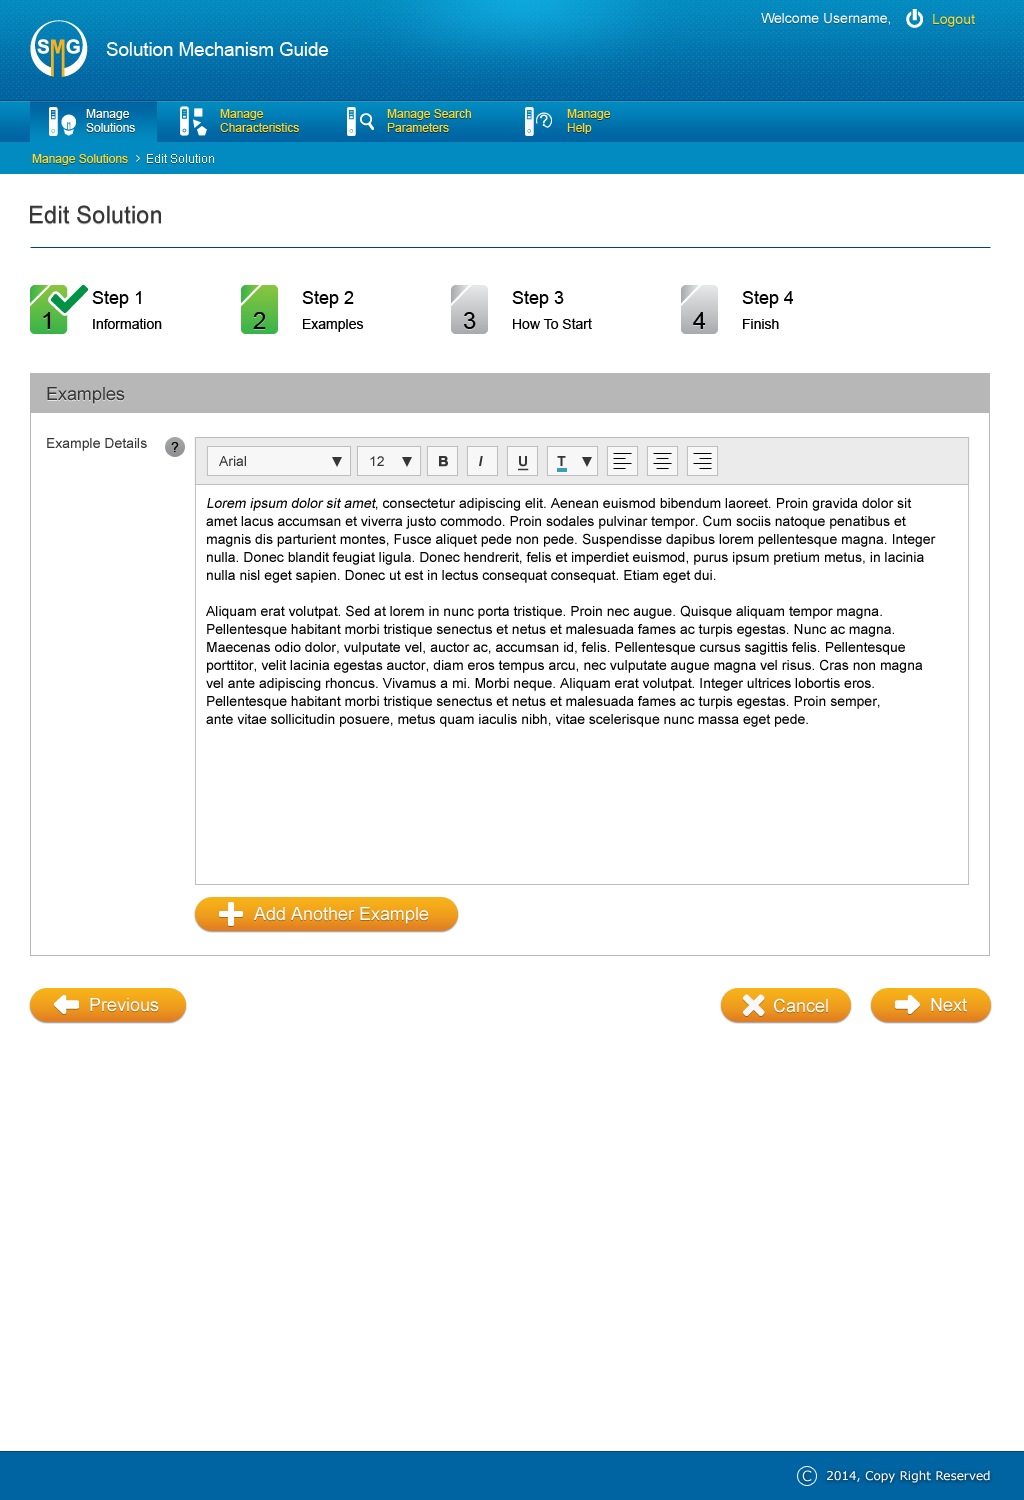 Welcome Username,
Logout
SMG
Solution Mechanism Guide
Manage
Solutions
Manage
Characteristics
Manage Search
Parameters
Manage
Help
Manage Solutions > Edit Solution
Edit Solution
1
Step 1
Information
2
Step 2
Examples
3
Step 3
How To Start
4
Step 4
Finish
Examples
Example Details
?
Arial
12
B
I
U
T
Lorem ipsum dolor sit amet, consectetur adipiscing elit. Aenean euismod bibendum laoreet. Proin gravida dolor sit
amet lacus accumsan et viverra justo commodo. Proin sodales pulvinar tempor. Cum sociis natoque penatibus et
magnis dis parturient montes, Fusce aliquet pede non pede. Suspendisse dapibus lorem pellentesque magna. Integer
nulla. Donec blandit feugiat ligula. Donec hendrerit, felis et imperdiet euismod, purus ipsum pretium metus, in lacinia
nulla nisl eget sapien. Donec ut est in lectus consequat consequat. Etiam eget dui.
Aliquam erat volutpat. Sed at lorem in nunc porta tristique. Proin nec augue. Quisque aliquam tempor magna.
Pellentesque habitant morbi tristique senectus et netus et malesuada fames ac turpis egestas. Nunc ac magna.
Maecenas odio dolor, vulputate vel, auctor ac, accumsan id, felis. Pellentesque cursus sagittis felis. Pellentesque
porttitor, velit lacinia egestas auctor, diam eros tempus arcu, nec vulputate augue magna vel risus. Cras non magna
vel ante adipiscing rhoncus. Vivamus a mi. Morbi neque. Aliquam erat volutpat. Integer ultrices lobortis eros.
Pellentesque habitant morbi tristique senectus et netus et malesuada fames ac turpis egestas. Proin semper,
ante vitae sollicitudin posuere, metus quam iaculis nibh, vitae scelerisque nunc massa eget pede.
Add Another Example
Previous
Cancel
Next
© 2014, Copy Right Reserved